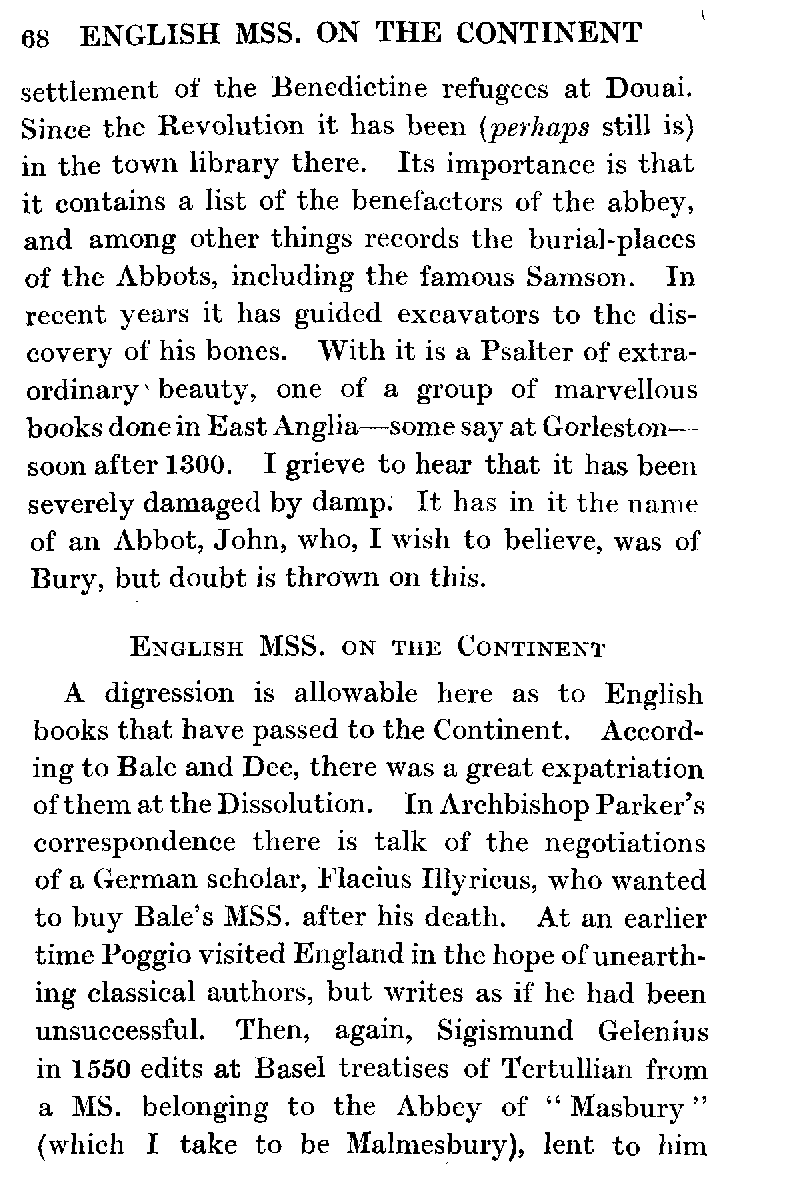 68 ENGLISH MSS. ON THE CONTINENT
settlement of the Benedictine refugees at Douai.
Since the Revolution it has been (perhaps still is)
in the town library there. Its importance is that
it contains a list of the benefactors of the abbey,
and among other things records the burial-places
of the Abbots, including the famous Samson. In
recent years it has guided excavators to the dis-
covery of his bones. With it is a Psalter of extra-
ordinary beauty, one of a group of marvellous
books done in East Anglia—some say at Gorleston—
soon after 1300. I grieve to hear that it has been
severely damaged by damp. It has in it the name
of an Abbot, John, who, I wish to believe, was of
Bury, but doubt is thrown on this.
ENGLISH MSS. ON THE CONTINENT
A digression is allowable here as to English
books that have passed to the Continent. Accord-
ing to Bale and Dee, there was a great expatriation
of them at the Dissolution. In Archbishop Parker's
correspondence there is talk of the negotiations
of a German scholar, Flacius Illyricus, who wanted
to buy Bale's MSS. after his death. At an earlier
time Poggio visited England in the hope of unearth-
ing classical authors, but writes as if he had been
unsuccessful. Then, again, Sigismund Gelenius
in 1550 edits at Basel treatises of Tertullian from
a MS. belonging to the Abbey of " Masbury "
(which I take to be Malmesbury), lent to him